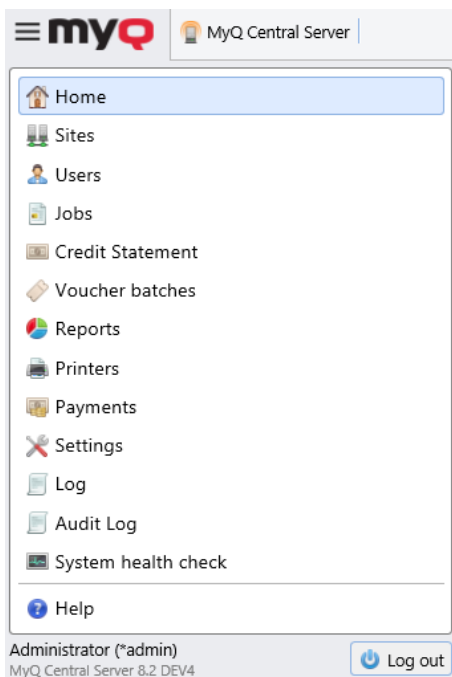 myQ MyQ Central Server
Home
Sites
Users
Jobs
Credit Statement
Voucher batches
Reports
Printers
Payments
Settings
Log
Audit Log
System health check
Help
Administrator (*admin)
MyQ Central Server 8.2 DEV4
Log out